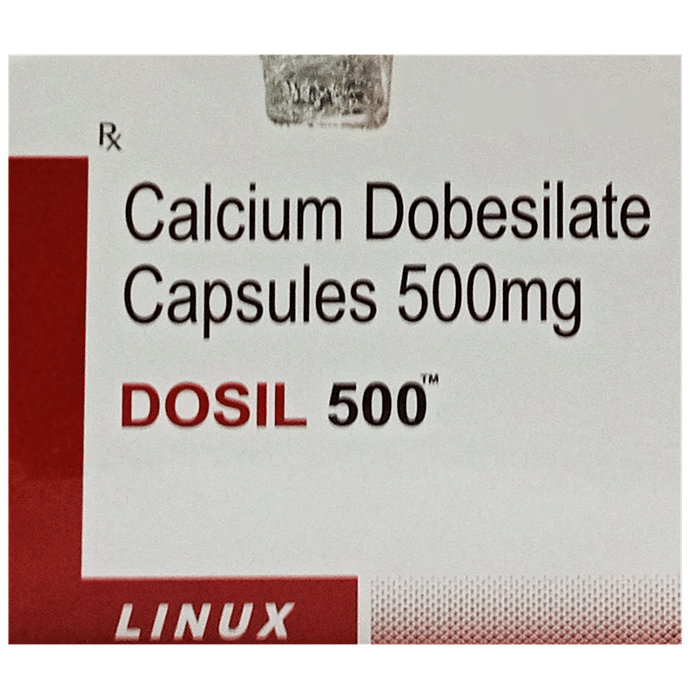 Rx
Calcium Dobesilate
Capsules 500mg
DOSIL 500™
LINUX